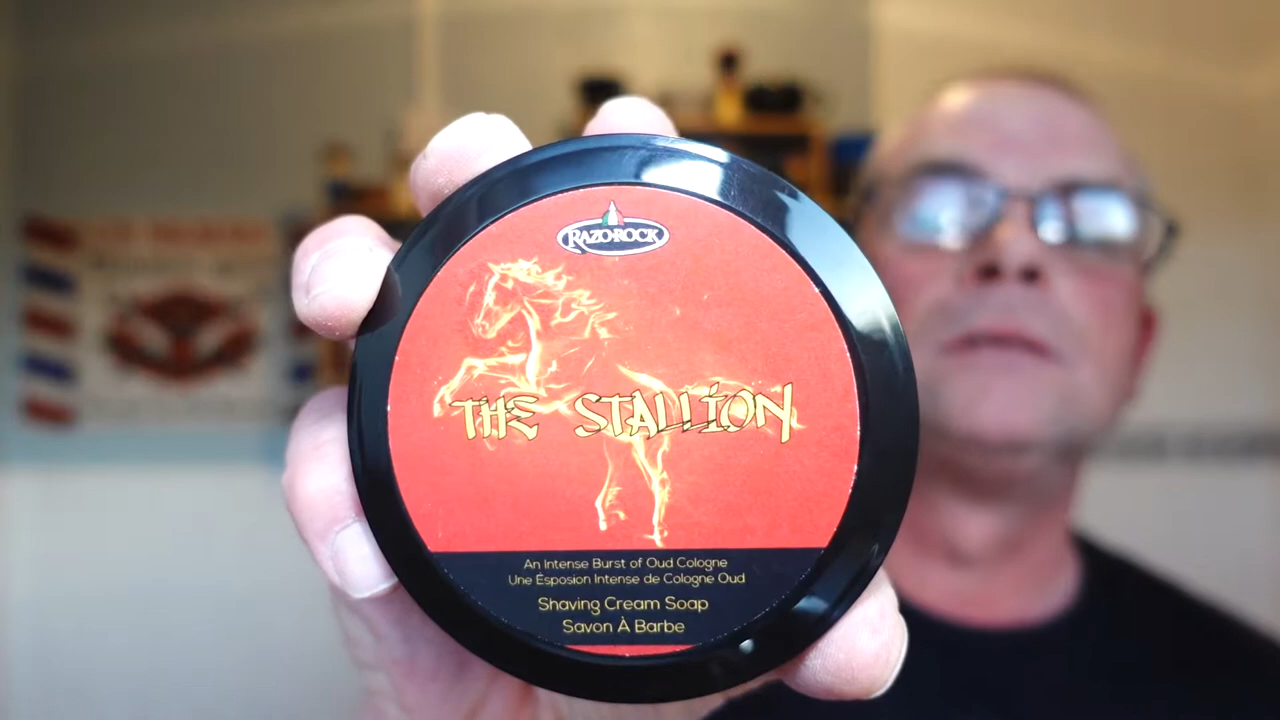 RAZOROCK
THE STALLION
An Intense Burst of Oud Cologne
Une Ésposion Intense de Cologne Oud
Shaving Cream Soap
Savon À Barbe